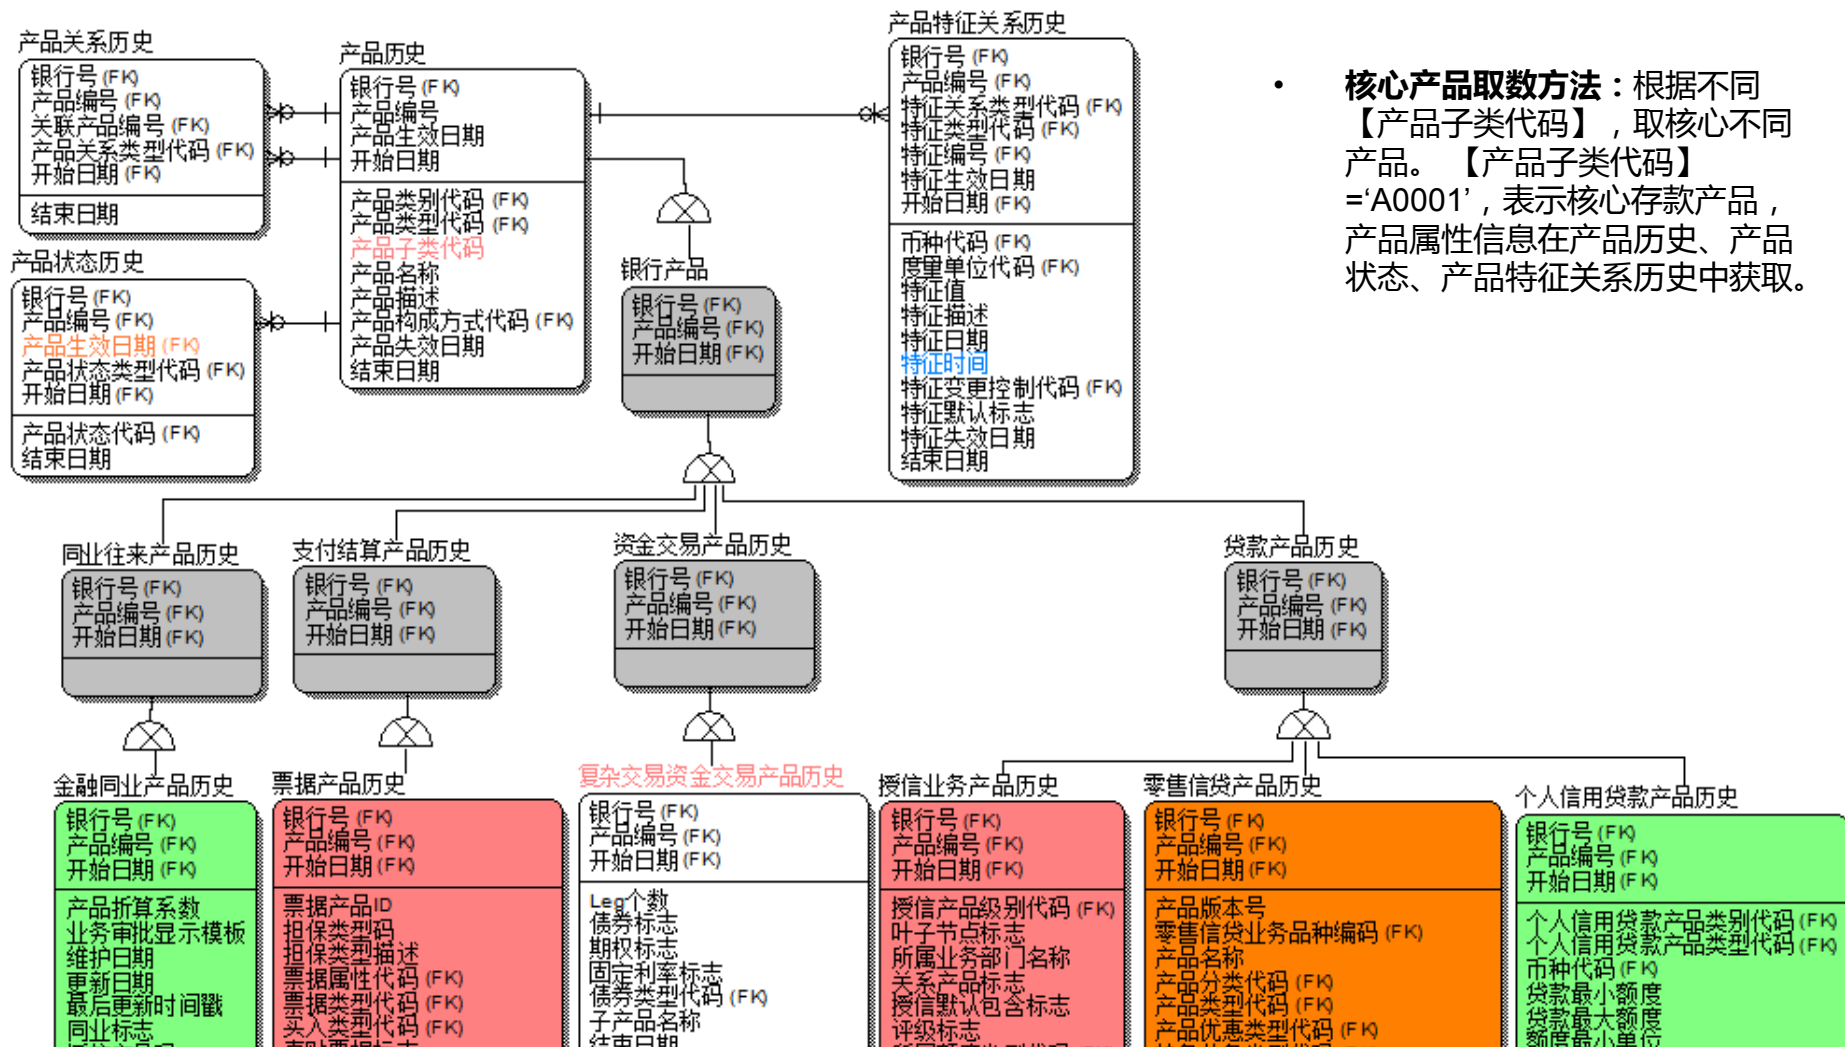 产品关系历史
银行号 (FK)
产品编号 (FK)
关联产品编号 (FK)
产品关系类型代码 (FK)
开始日期 (FK)
结束日期
产品历史
银行号 (FK)
产品编号
产品生效日期
开始日期
产品类别代码 (FK)
产品类型代码 (FK)
产品子类代码
产品名称
产品描述
产品构成方式代码 (FK)
产品失效日期
结束日期
产品特征关系历史
银行号 (FK)
产品编号 (FK)
特征关系类型代码 (FK)
特征类型代码 (FK)
特征编号 (FK)
特征生效日期
开始日期 (FK)
币种代码 (FK)
度量单位代码 (FK)
特征值
特征描述
特征日期
特征时间
特征变更控制代码 (FK)
特征默认标志
特征失效日期
结束日期
• 核心产品取数方法：根据不同
【产品子类代码】，取核心不同
产品。【产品子类代码】
=‘A0001’，表示核心存款产品，
产品属性信息在产品历史、产品
状态、产品特征关系历史中获取。
产品状态历史
银行号 (FK)
产品编号 (FK)
产品生效日期 (FK)
产品状态类型代码 (FK)
开始日期 (FK)
产品状态代码 (FK)
结束日期
银行产品
银行号 (FK)
产品编号 (FK)
开始日期 (FK)
同业往来产品历史
银行号 (FK)
产品编号 (FK)
开始日期 (FK)
支付结算产品历史
银行号 (FK)
产品编号 (FK)
开始日期 (FK)
资金交易产品历史
银行号 (FK)
产品编号 (FK)
开始日期 (FK)
贷款产品历史
银行号 (FK)
产品编号 (FK)
开始日期 (FK)
金融同业产品历史
银行号 (FK)
产品编号 (FK)
开始日期 (FK)
产品折算系数
业务审批显示模板
维护日期
更新日期
最后更新时间戳
同业标志
票据产品历史
银行号 (FK)
产品编号 (FK)
开始日期 (FK)
票据产品ID
担保类型码
担保类型描述
票据属性代码 (FK)
票据类型代码 (FK)
买入类型代码 (FK)
复杂交易资金交易产品历史
银行号 (FK)
产品编号 (FK)
开始日期 (FK)
Leg个数
债券标志
期权标志
固定利率标志
债券类型代码 (FK)
子产品名称
结束日期
授信业务产品历史
银行号 (FK)
产品编号 (FK)
开始日期 (FK)
授信产品级别代码 (FK)
叶子节点标志
所属业务部门名称
关系产品标志
授信默认包含标志
评级标志
零售信贷产品历史
银行号 (FK)
产品编号 (FK)
开始日期 (FK)
产品版本号
零售信贷业务品种编码 (FK)
产品名称
产品分类代码 (FK)
产品类型代码 (FK)
产品优惠类型代码 (FK)
个人信用贷款产品历史
银行号 (FK)
产品编号 (FK)
开始日期 (FK)
个人信用贷款产品类别代码 (FK)
个人信用贷款产品类型代码 (FK)
币种代码 (FK)
贷款最小额度
贷款最大额度
额度最小单位